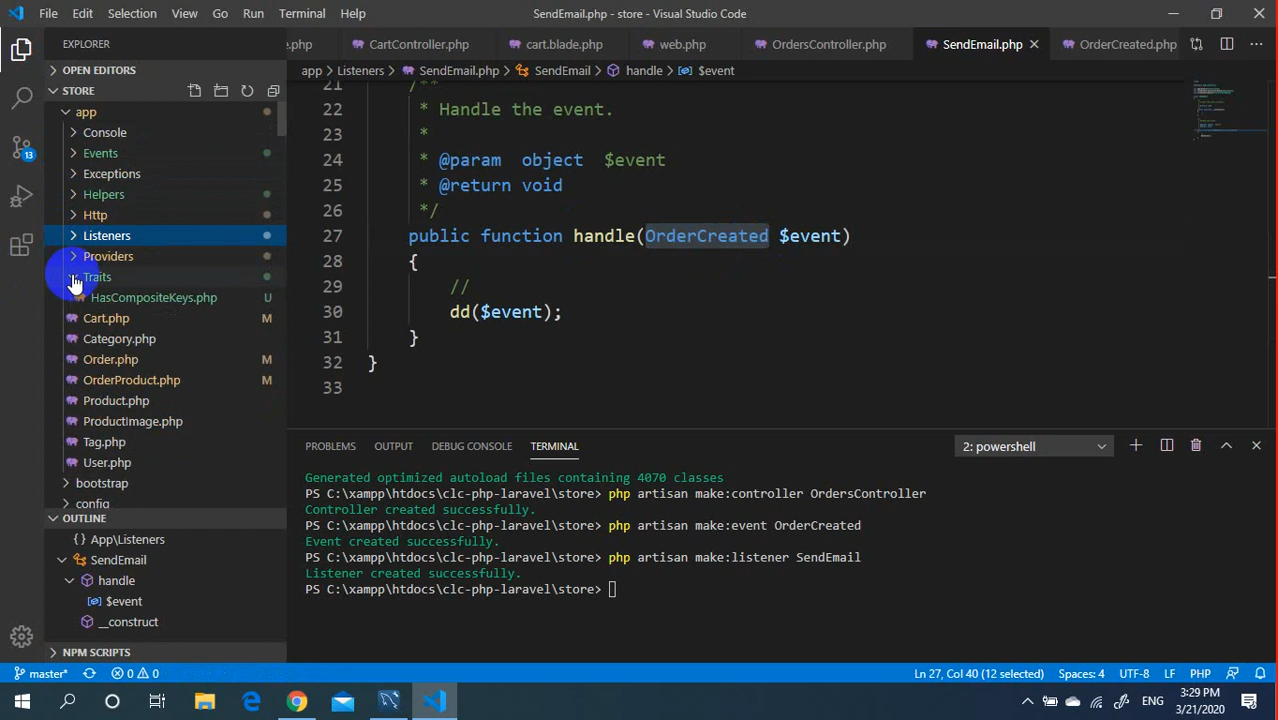 File Edit Selection View Go Run Terminal Help
SendEmail.php - store - Visual Studio Code
EXPLORER
e.php CartController.php cart.blade.php web.php OrdersController.php SendEmail.php OrderCreated.php
OPEN EDITORS
app > Listeners > SendEmail.php > SendEmail > handle > $event
STORE
app
Console
Events
Exceptions
Helpers
Http
Listeners
Providers
Traits
HasCompositeKeys.php U
Cart.php M
Category.php
Order.php M
OrderProduct.php M
Product.php
ProductImage.php
Tag.php
User.php
bootstrap
config
OUTLINE
App\Listeners
SendEmail
handle
$event
__construct
NPM SCRIPTS
21 /**
22 * Handle the event.
23 *
24 * @param  object  $event
25 * @return void
26 */
27 public function handle(OrderCreated $event)
28 {
29 //
30 dd($event);
31 }
32 }
33
PROBLEMS OUTPUT DEBUG CONSOLE TERMINAL 2: powershell
Generated optimized autoload files containing 4070 classes
PS C:\xampp\htdocs\clc-php-laravel\store> php artisan make:controller OrdersController
Controller created successfully.
PS C:\xampp\htdocs\clc-php-laravel\store> php artisan make:event OrderCreated
Event created successfully.
PS C:\xampp\htdocs\clc-php-laravel\store> php artisan make:listener SendEmail
Listener created successfully.
PS C:\xampp\htdocs\clc-php-laravel\store>
13
master* 0 0 Ln 27, Col 40 (12 selected) Spaces: 4 UTF-8 LF PHP
ENG
3:29 PM
3/21/2020